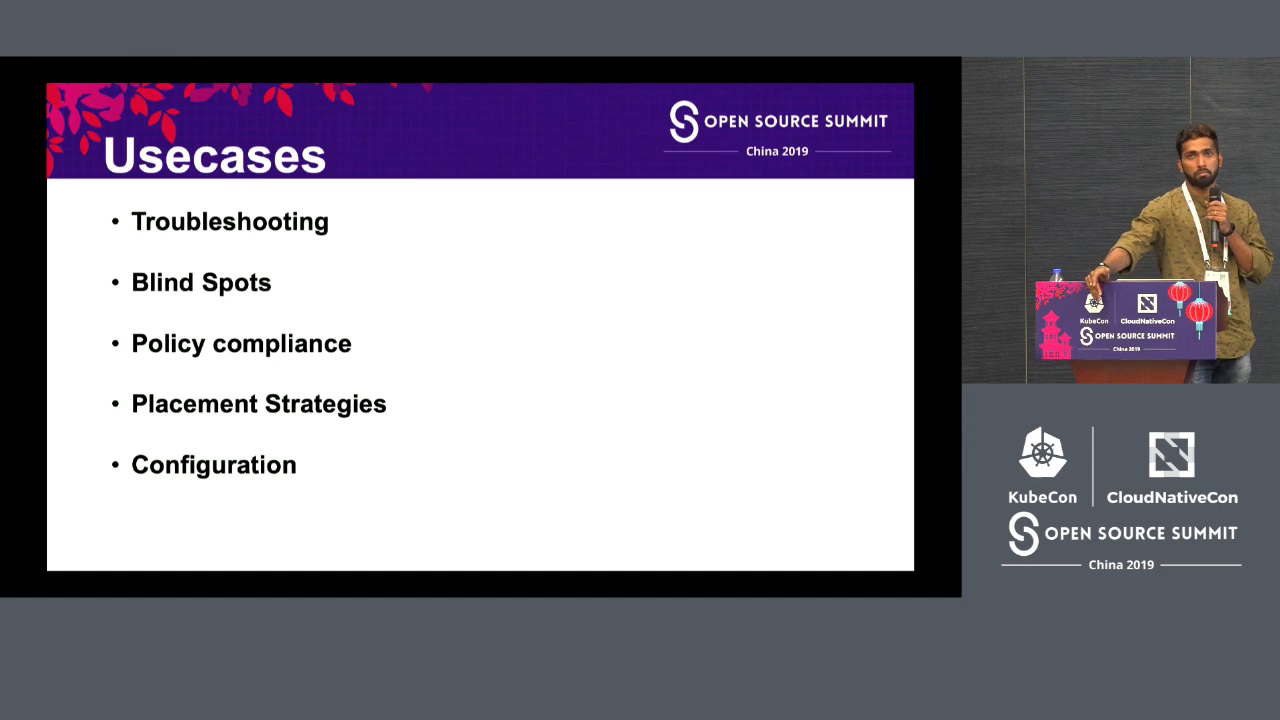 Usecases
OPEN SOURCE SUMMIT
China 2019
• Troubleshooting
• Blind Spots
• Policy compliance
• Placement Strategies
• Configuration
KubeCon
CloudNativeCon
OPEN SOURCE SUMMIT
China 2019
KubeCon
CloudNativeCon
OPEN SOURCE SUMMIT
China 2019